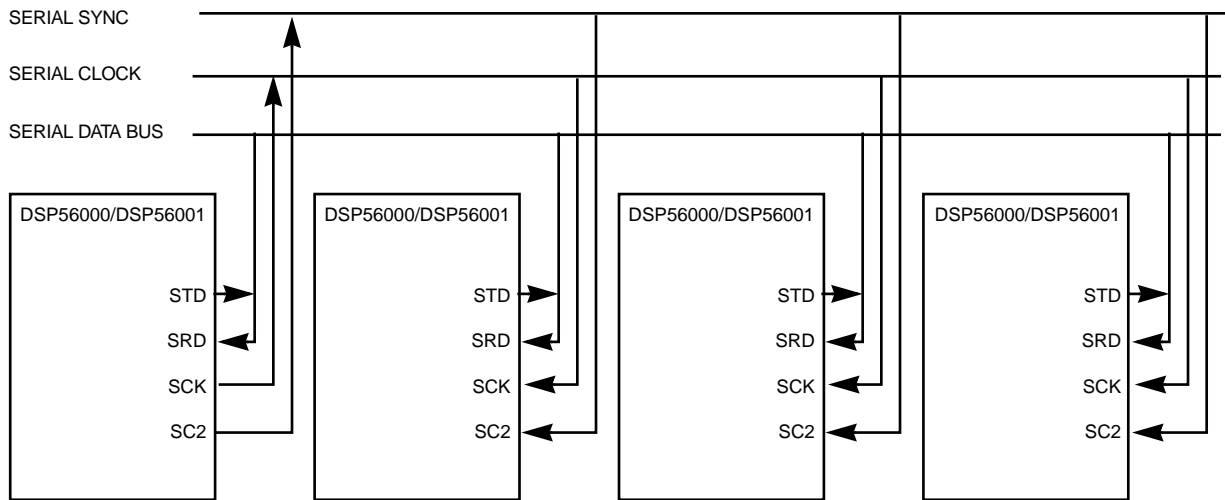 SERIAL SYNC
SERIAL CLOCK
SERIAL DATA BUS
DSP56000/DSP56001
STD
SRD
SCK
SC2
DSP56000/DSP56001
STD
SRD
SCK
SC2
DSP56000/DSP56001
STD
SRD
SCK
SC2
DSP56000/DSP56001
STD
SRD
SCK
SC2